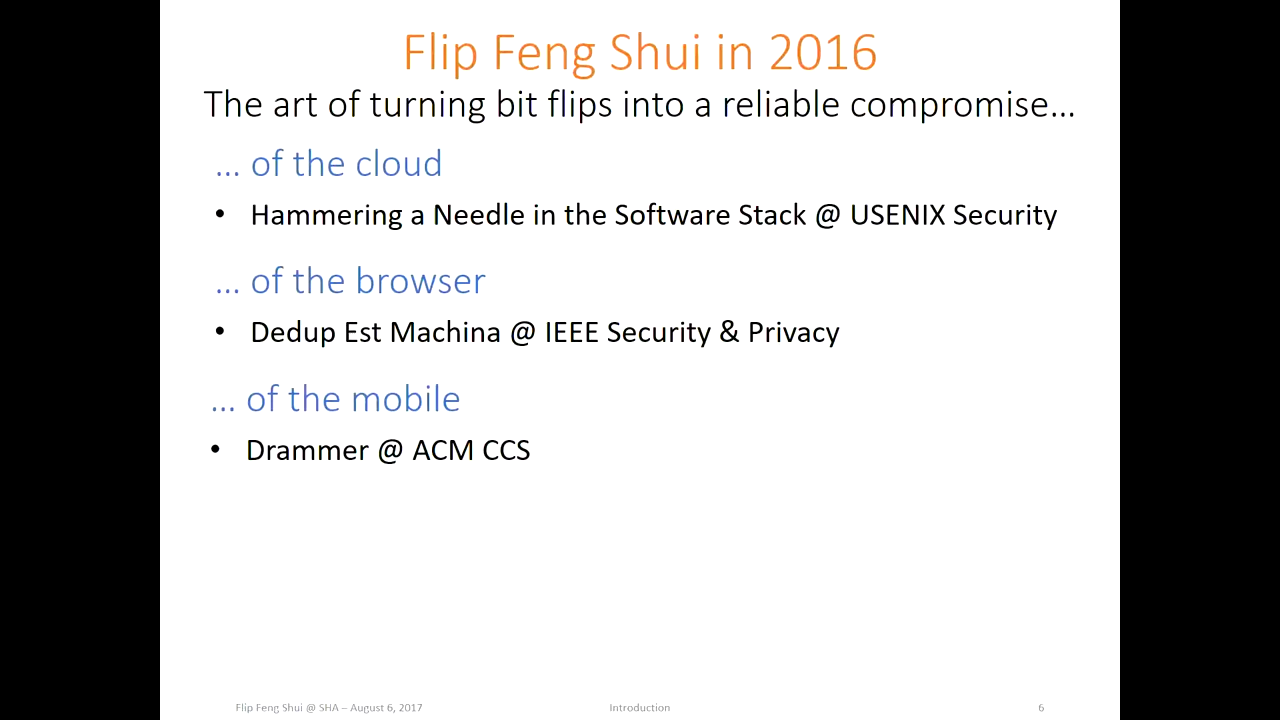 Flip Feng Shui in 2016
The art of turning bit flips into a reliable compromise...
... of the cloud
• Hammering a Needle in the Software Stack @ USENIX Security
... of the browser
• Dedup Est Machina @ IEEE Security & Privacy
... of the mobile
• Drammer @ ACM CCS
Flip Feng Shui @ SHA – August 6, 2017 Introduction 6